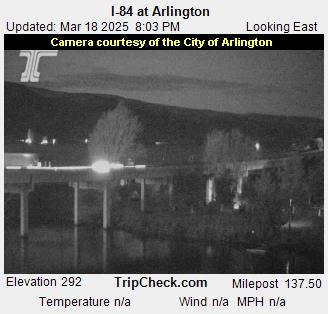 I-84 at Arlington
Updated: Mar 18 2025 8:03 PM Looking East
Camera courtesy of the City of Arlington
Elevation 292 TripCheck.com Milepost 137.50
Temperature n/a Wind n/a MPH n/a